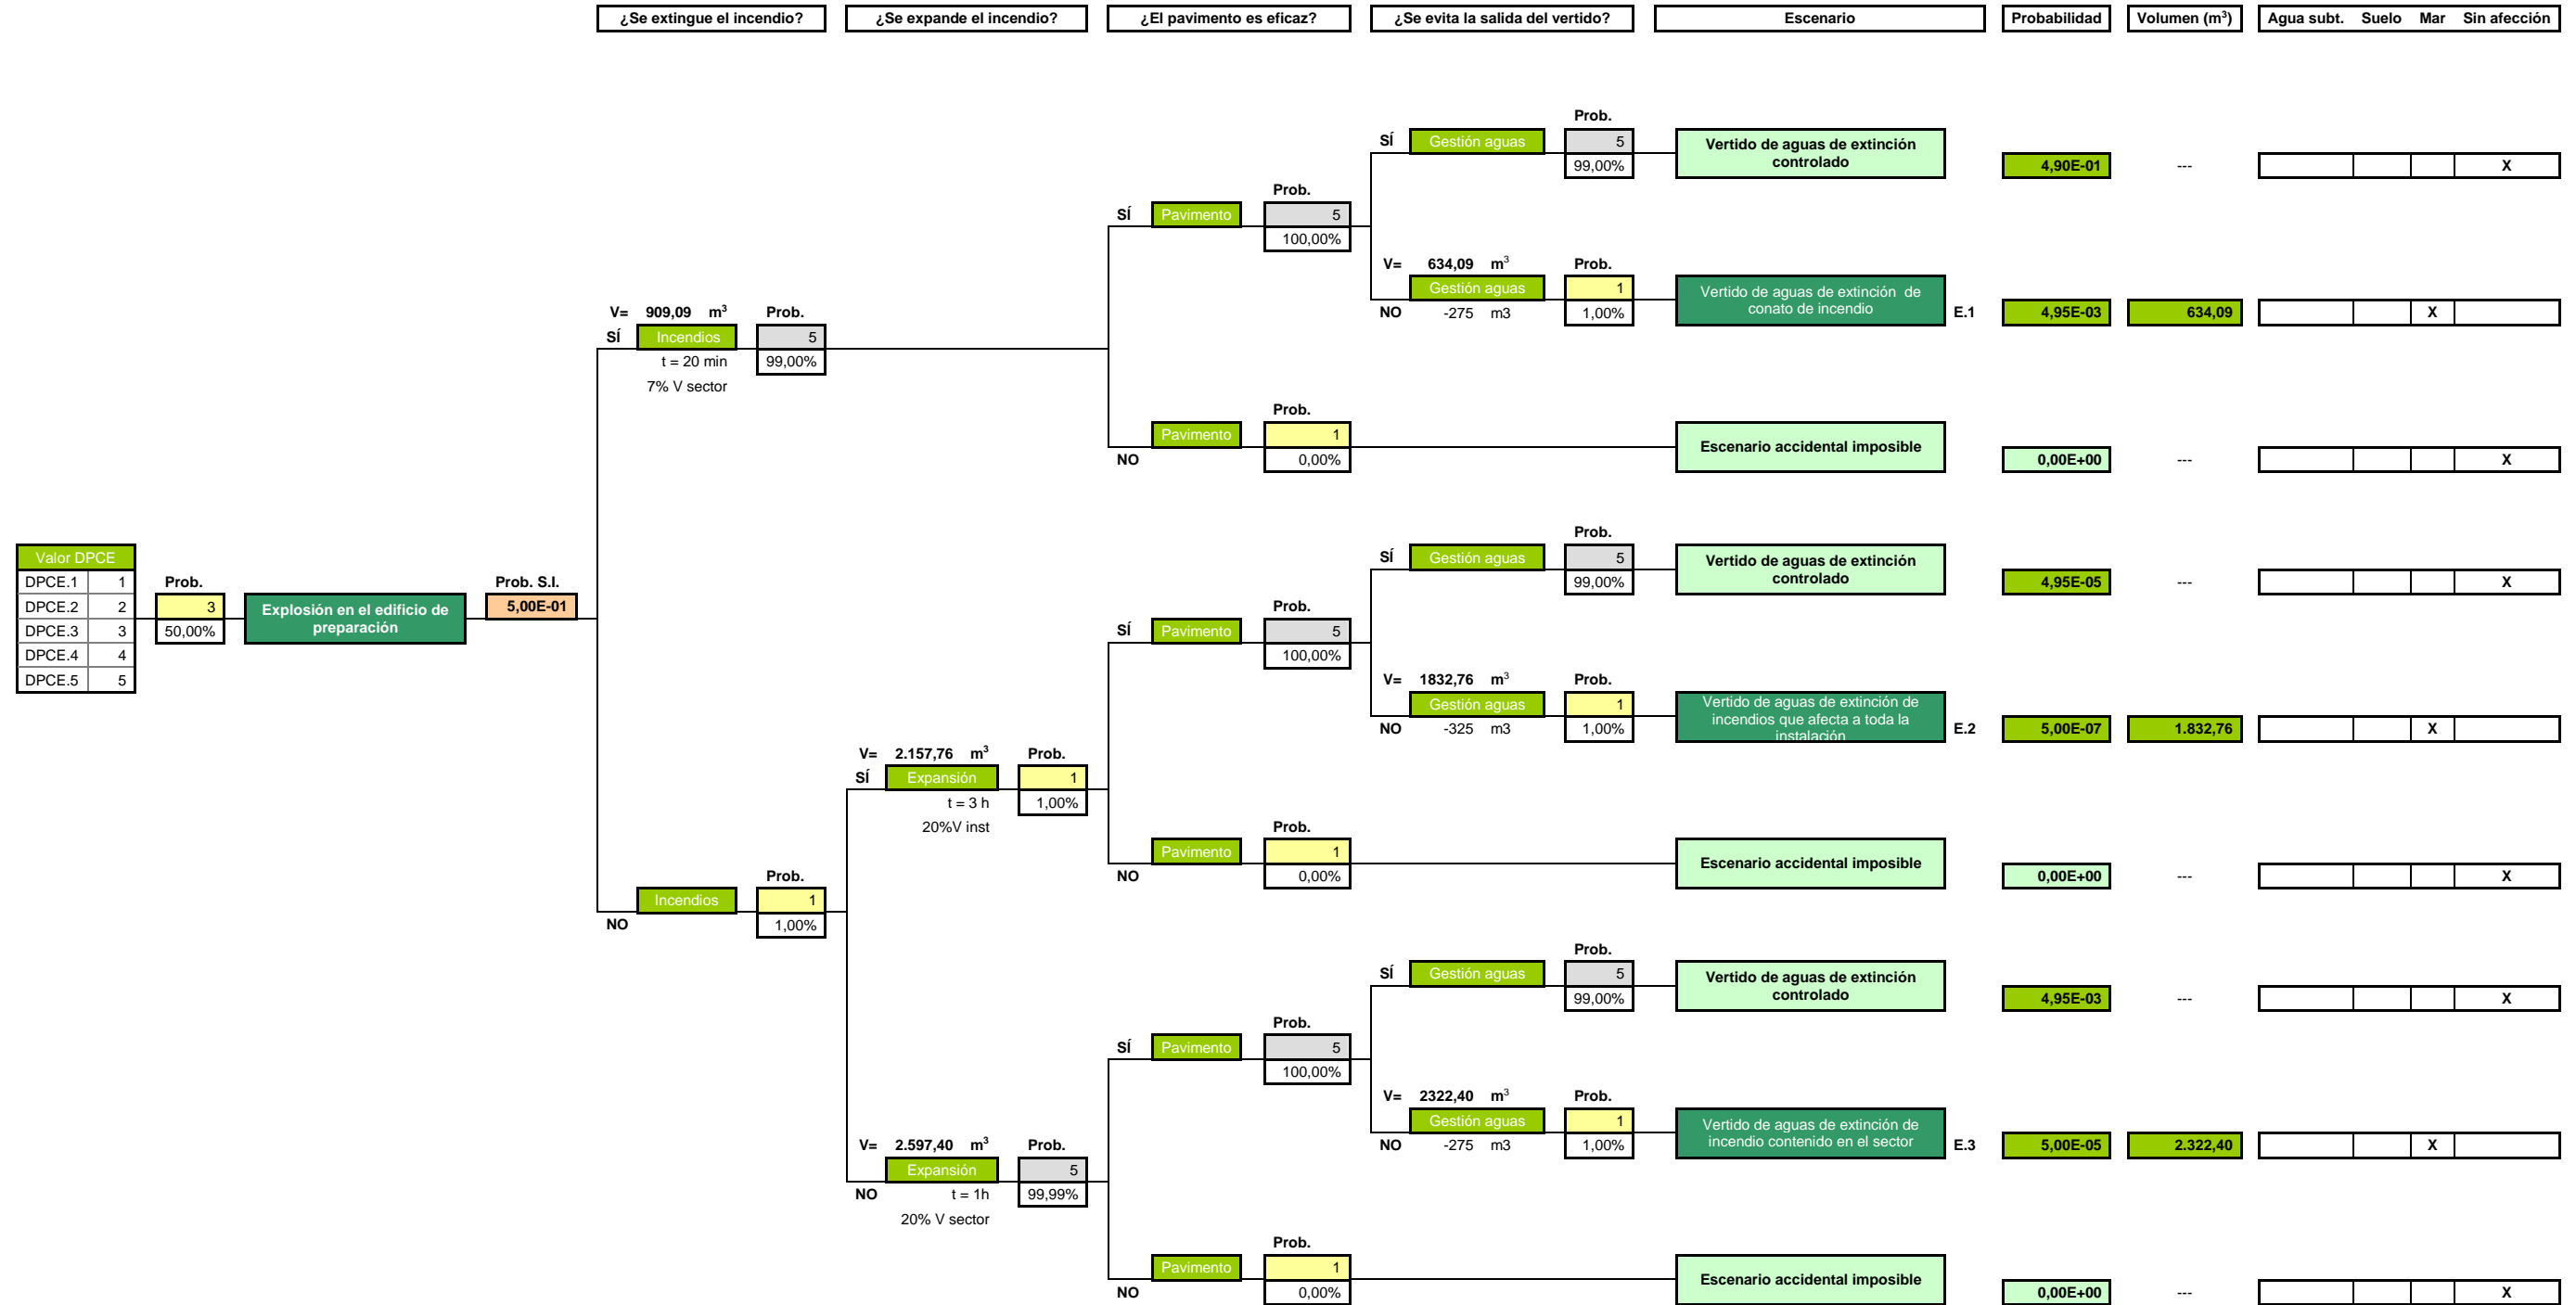 ¿Se extingue el incendio? ¿Se expande el incendio? ¿El pavimento es eficaz? ¿Se evita la salida del vertido? Escenario Probabilidad Volumen (m³) Agua subt. Suelo Mar Sin afección
Prob.
SÍ Gestión aguas 5 Vertido de aguas de extinción
controlado
99,00% 4,90E-01 --- X
Prob.
SÍ Pavimento 5
100,00%
V= 634,09 m³ Prob.
Gestión aguas 1 Vertido de aguas de extinción de
conato de incendio
NO -275 m3 1,00% E.1 4,95E-03 634,09 X
V= 909,09 m³ Prob.
SÍ Incendios 5
t = 20 min 99,00%
7% V sector
Prob.
Pavimento 1 Escenario accidental imposible
NO 0,00% 0,00E+00 --- X
Prob.
SÍ Gestión aguas 5 Vertido de aguas de extinción
controlado
99,00% 4,95E-05 --- X
Valor DPCE
DPCE.1 1 Prob. Prob. S.I.
DPCE.2 2 3 Explosión en el edificio de
preparación 5,00E-01
DPCE.3 3 50,00%
DPCE.4 4
DPCE.5 5
Prob.
SÍ Pavimento 5
100,00%
V= 1832,76 m³ Prob.
Gestión aguas 1 Vertido de aguas de extinción de
incendios que afecta a toda la
instalación
NO -325 m3 1,00% E.2 5,00E-07 1.832,76 X
V= 2.157,76 m³ Prob.
SÍ Expansión 1
t = 3 h 1,00%
20%V inst
Prob.
Pavimento 1 Escenario accidental imposible
NO 0,00% 0,00E+00 --- X
Prob.
Incendios 1
NO 1,00%
Prob.
SÍ Gestión aguas 5 Vertido de aguas de extinción
controlado
99,00% 4,95E-03 --- X
Prob.
SÍ Pavimento 5
100,00%
V= 2322,40 m³ Prob.
Gestión aguas 1 Vertido de aguas de extinción de
incendio contenido en el sector
NO -275 m3 1,00% E.3 5,00E-05 2.322,40 X
V= 2.597,40 m³ Prob.
Expansión 5
NO t = 1h 99,99%
20% V sector
Prob.
Pavimento 1 Escenario accidental imposible
NO 0,00% 0,00E+00 --- X